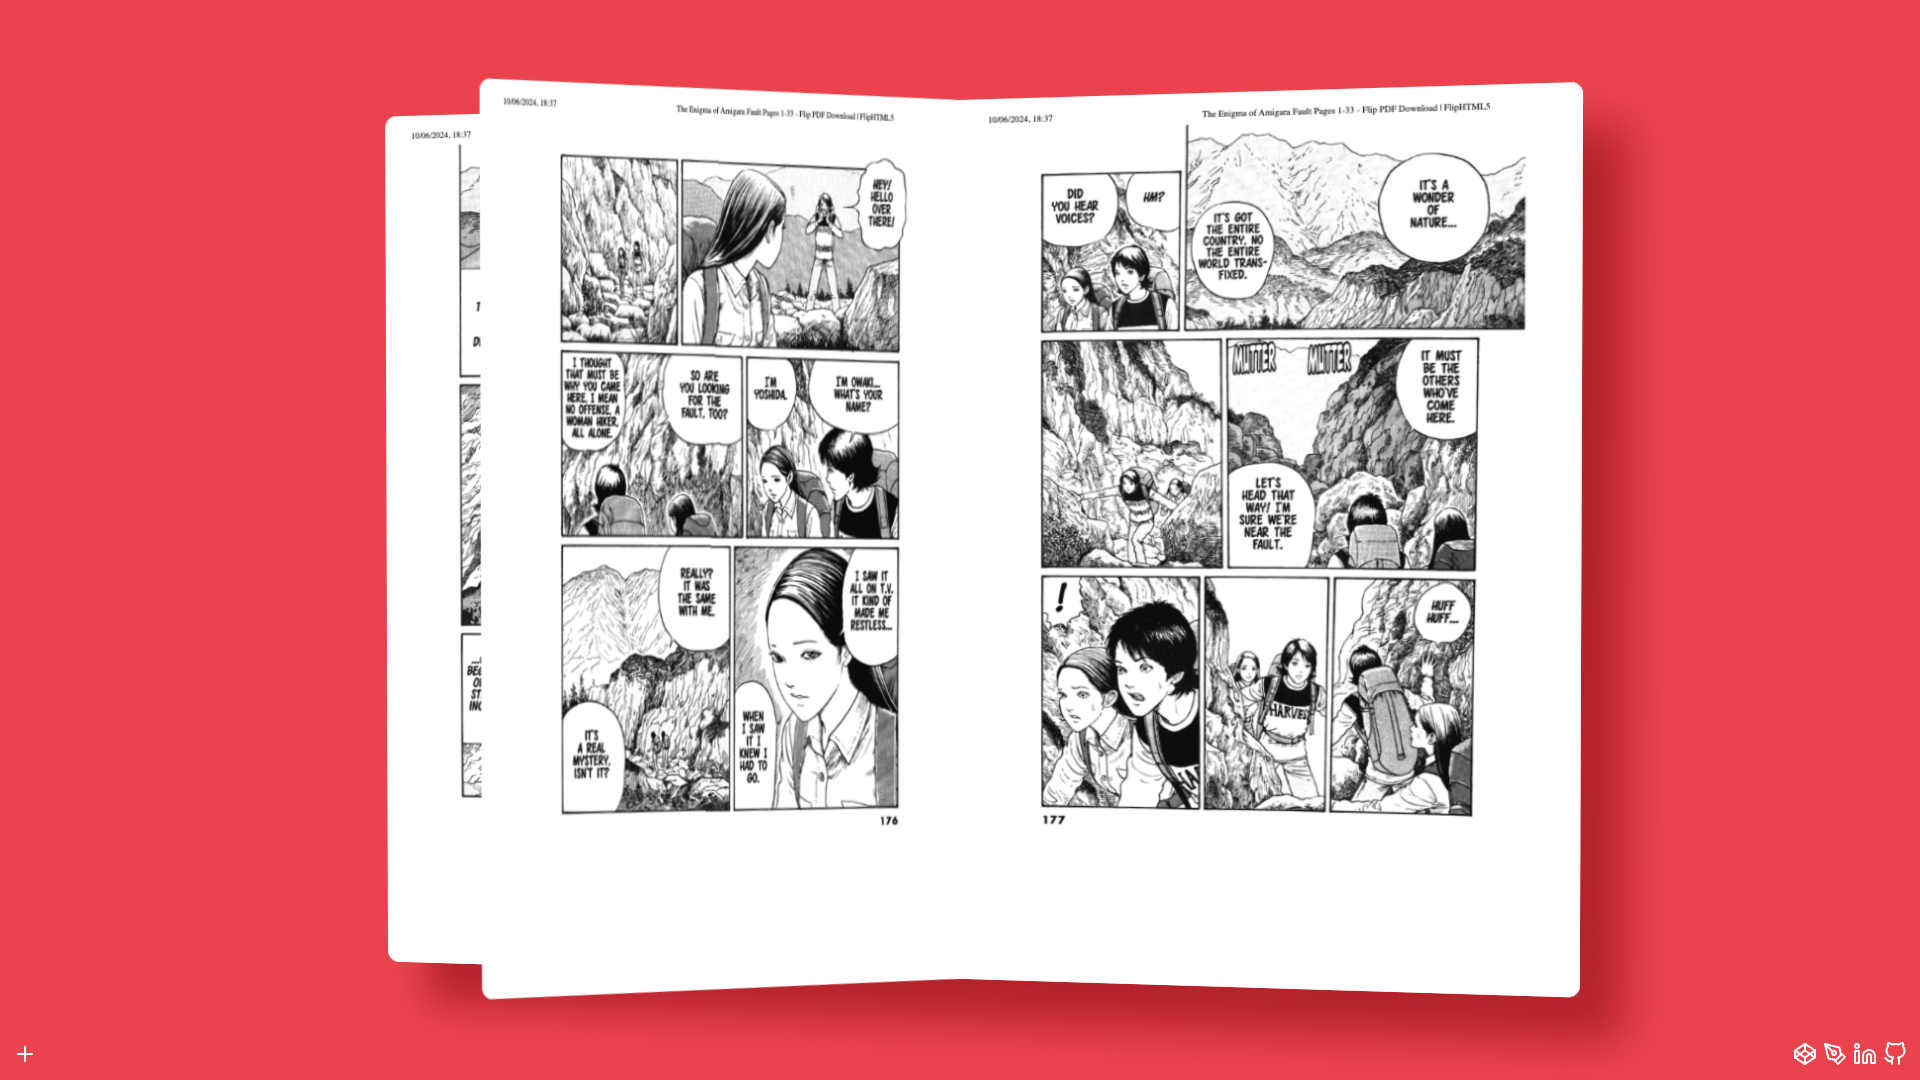 10/06/2024, 18:37
10/06/2024, 18:37
The Enigma of Amigara Fault Pages 1-33 - Flip PDF Download | FlipHTML5
HEY!
HELLO
OVER
THERE!
I'M OWAKI...
WHAT'S YOUR
NAME?
I'M
YOSHIDA.
SO ARE
YOU LOOKING
FOR THE
FAULT, TOO?
I THOUGHT
THAT MUST BE
WHY YOU CAME
HERE, I MEAN
NO OFFENSE, A
WOMAN HIKER,
ALL ALONE.
I SAW IT
ALL ON T.V.
IT KIND OF
MADE ME
RESTLESS...
WHEN
I SAW
IT I
KNEW I
HAD TO
GO.
REALLY?
IT WAS
THE SAME
WITH ME.
IT'S
A REAL
MYSTERY,
ISN'T IT?
176
10/06/2024, 18:37
The Enigma of Amigara Fault Pages 1-33 - Flip PDF Download | FlipHTML5
IT'S A
WONDER
OF
NATURE...
IT'S GOT
THE ENTIRE
COUNTRY, NO
THE ENTIRE
WORLD TRANS-
FIXED.
HM?
DID
YOU HEAR
VOICES?
IT MUST
BE THE
OTHERS
WHO'VE
COME
HERE.
MUTTER
MUTTER
LET'S
HEAD THAT
WAY! I'M
SURE WE'RE
NEAR THE
FAULT.
HUFF
HUFF...
HARVES
!
177